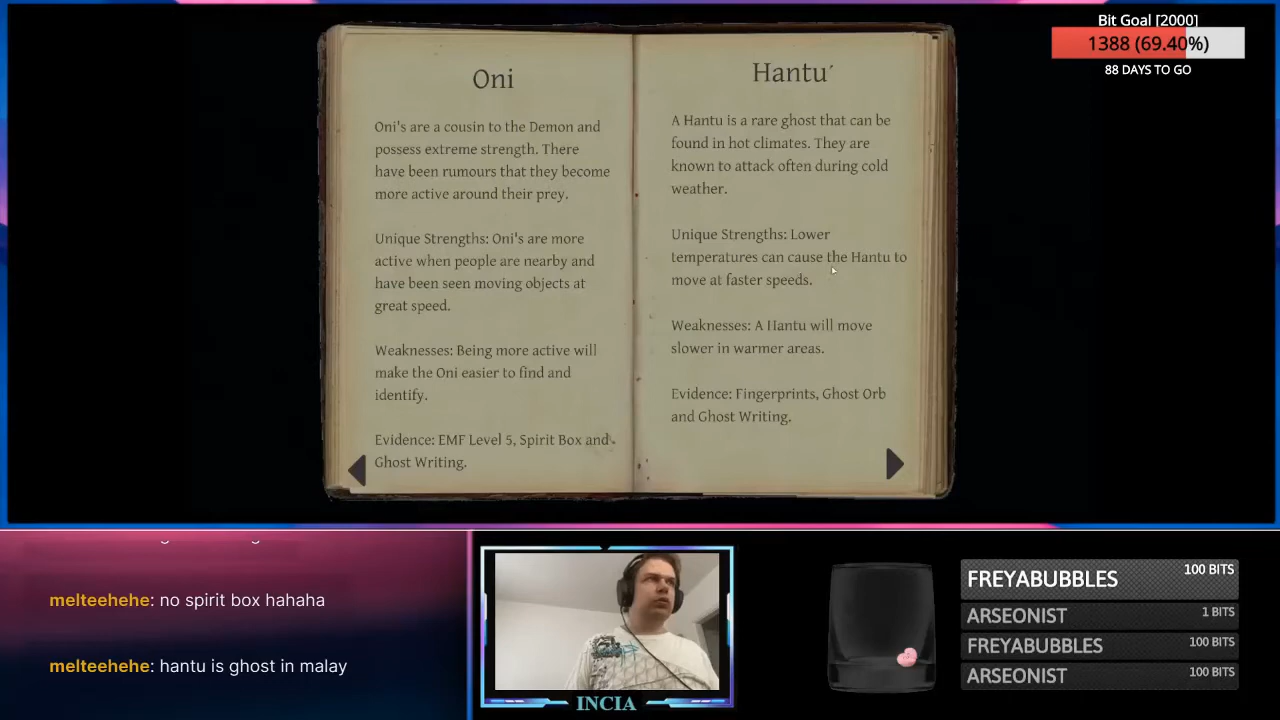 Bit Goal [2000]
1388 (69.40%)
88 DAYS TO GO
Oni
Oni's are a cousin to the Demon and
possess extreme strength. There
have been rumours that they become
more active around their prey.
Unique Strengths: Oni's are more
active when people are nearby and
have been seen moving objects at
great speed.
Weaknesses: Being more active will
make the Oni easier to find and
identify.
Evidence: EMF Level 5, Spirit Box and
Ghost Writing.
Hantu
A Hantu is a rare ghost that can be
found in hot climates. They are
known to attack often during cold
weather.
Unique Strengths: Lower
temperatures can cause the Hantu to
move at faster speeds.
Weaknesses: A Hantu will move
slower in warmer areas.
Evidence: Fingerprints, Ghost Orb
and Ghost Writing.
melteehehe: no spirit box hahaha
melteehehe: hantu is ghost in malay
INCIA
FREYABUBBLES 100 BITS
ARSEONIST 1 BITS
FREYABUBBLES 100 BITS
ARSEONIST 100 BITS